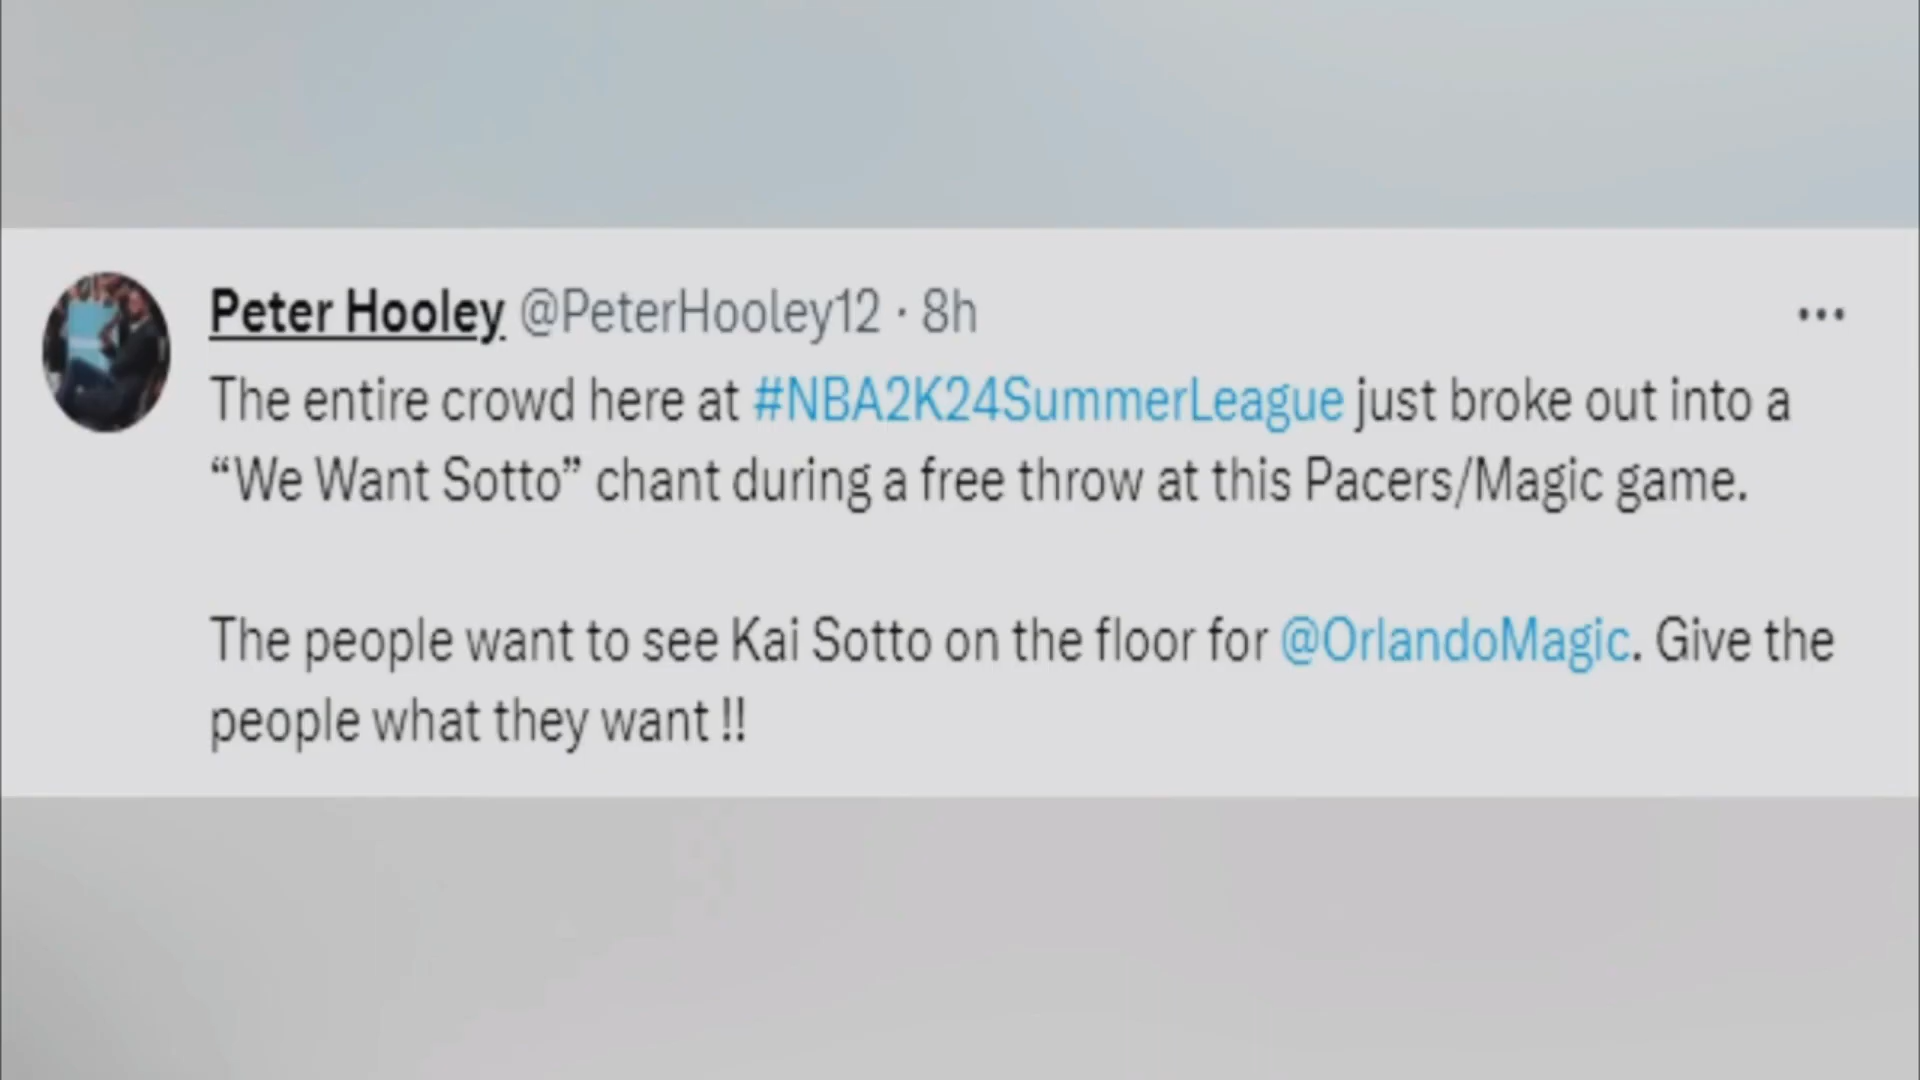 Peter Hooley @PeterHooley12 · 8h
The entire crowd here at #NBA2K24SummerLeague just broke out into a
“We Want Sotto” chant during a free throw at this Pacers/Magic game.
The people want to see Kai Sotto on the floor for @OrlandoMagic. Give the
people what they want !!